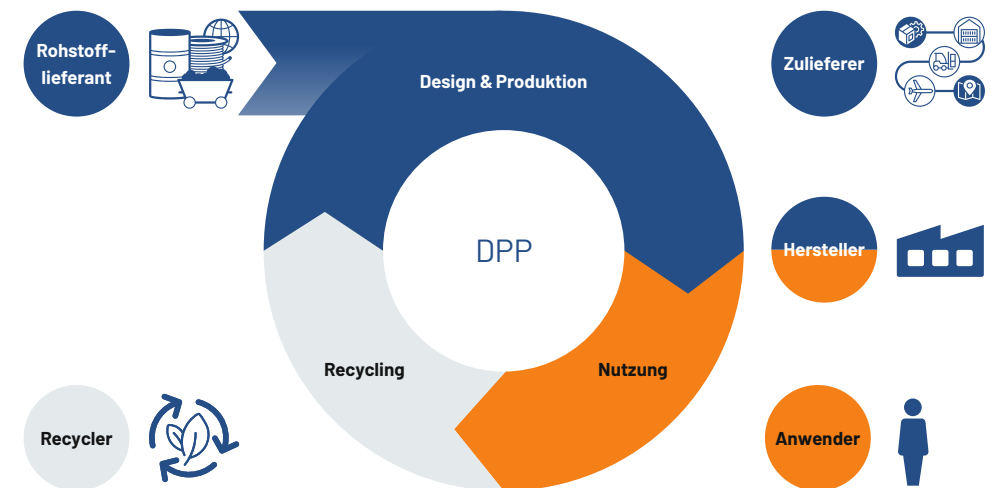 Rohstoff-
lieferant
Design & Produktion
Zulieferer
DPP
Hersteller
Recycling
Nutzung
Recycler
Anwender